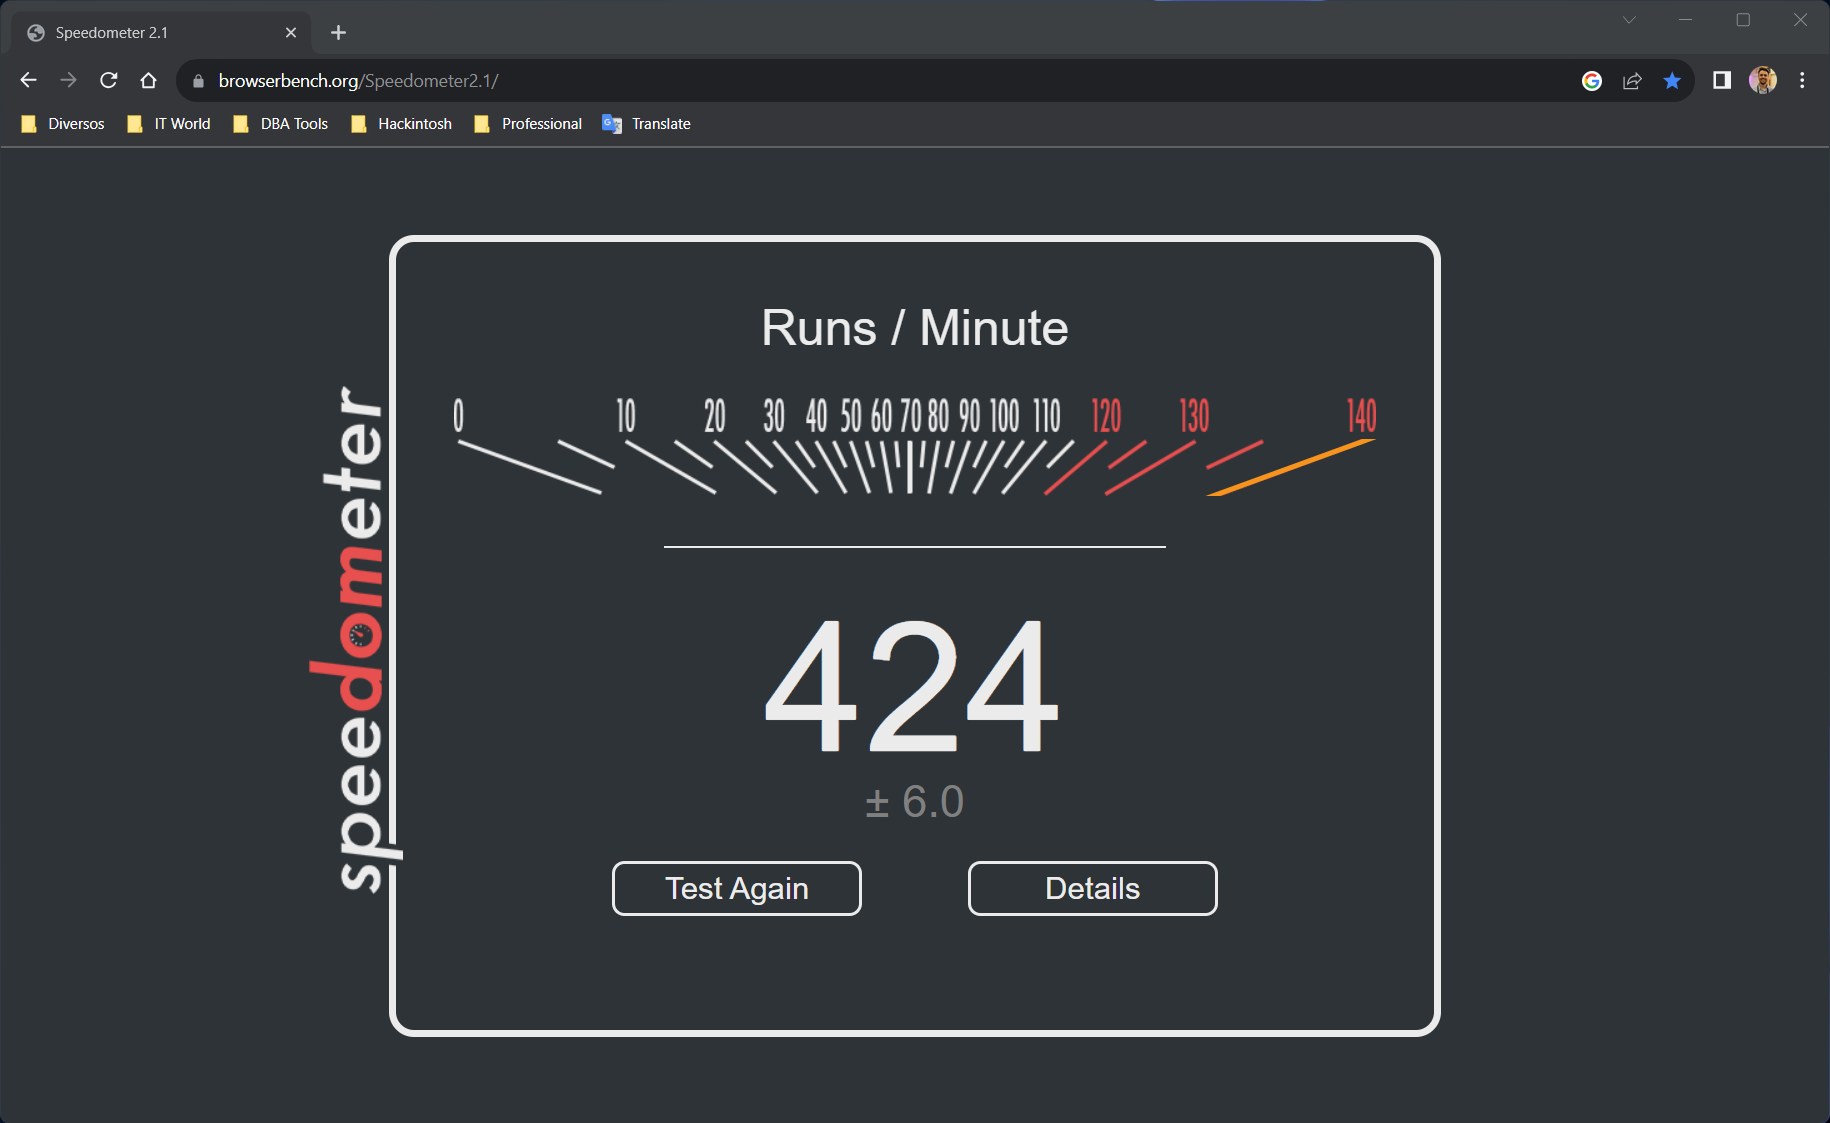 Speedometer 2.1
browserbench.org/Speedometer2.1/
Diversos IT World DBA Tools Hackintosh Professional Translate
Runs / Minute
0 10 20 30 40 50 60 70 80 90 100 110 120 130 140
speedometer
424
± 6.0
Test Again Details